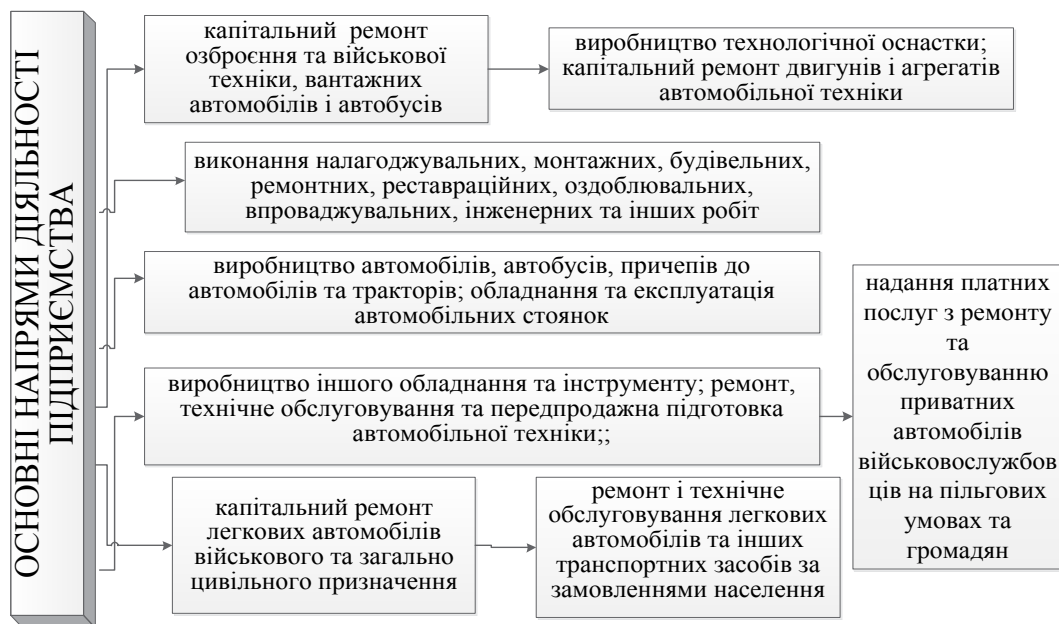 ОСНОВНІ НАПРЯМИ ДІЯЛЬНОСТІ
ПІДПРИЄМСТВА
капітальний ремонт
озброєння та військової
техніки, вантажних
автомобілів і автобусів
виробництво технологічної оснастки;
капітальний ремонт двигунів і агрегатів
автомобільної техніки
виконання налагоджувальних, монтажних, будівельних,
ремонтних, реставраційних, оздоблювальних,
впроваджувальних, інженерних та інших робіт
виробництво автомобілів, автобусів, причепів до
автомобілів та тракторів; обладнання та експлуатація
автомобільних стоянок
виробництво іншого обладнання та інструменту; ремонт,
технічне обслуговування та передпродажна підготовка
автомобільної техніки;;
надання платних
послуг з ремонту
та
обслуговуванню
приватних
автомобілів
військовослужбов
ців на пільгових
умовах та
громадян
капітальний ремонт
легкових автомобілів
військового та загально
цивільного призначення
ремонт і технічне
обслуговування легкових
автомобілів та інших
транспортних засобів за
замовленнями населення